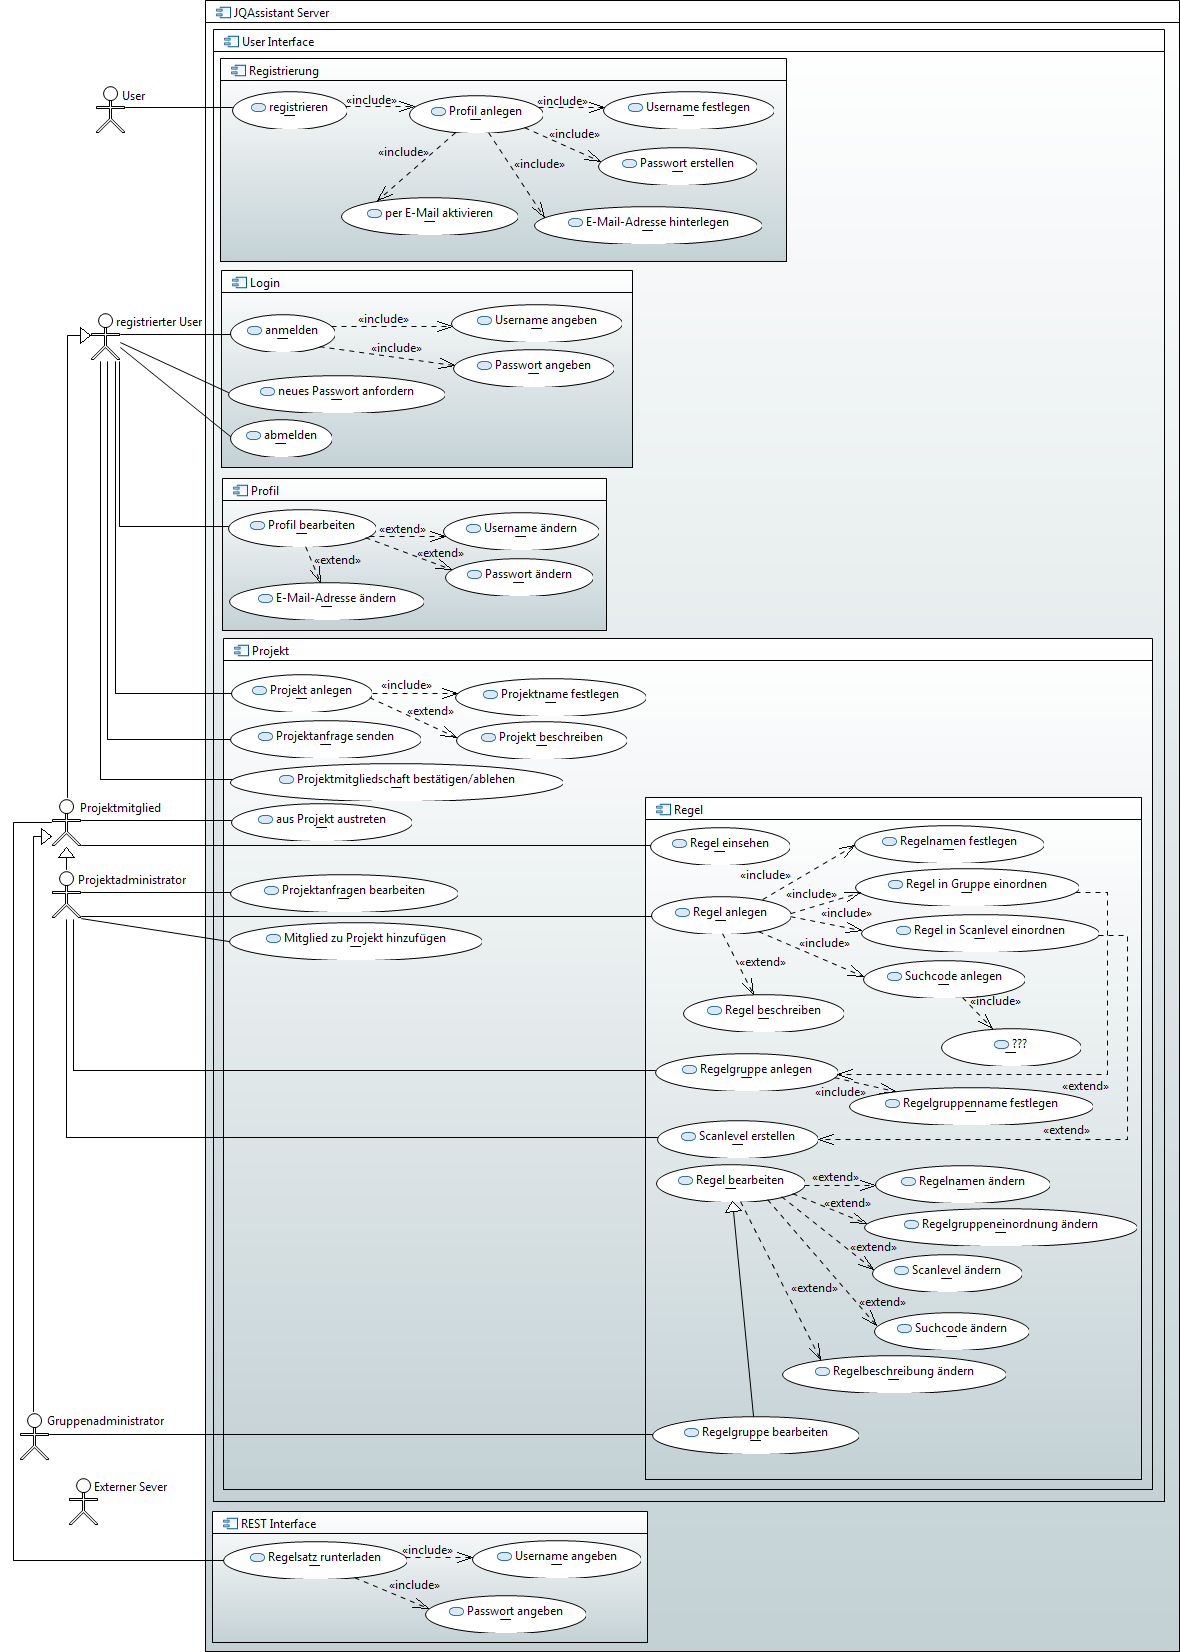 JQAssistant Server
User Interface
Registrierung
User
registrieren
«include»
Profil anlegen
«include»
Username festlegen
«include»
Passwort erstellen
«include»
«include»
per E-Mail aktivieren
E-Mail-Adresse hinterlegen
Login
registrierter User
anmelden
«include»
Username angeben
«include»
Passwort angeben
neues Passwort anfordern
abmelden
Profil
Profil bearbeiten
«extend»
Username ändern
«extend»
Passwort ändern
«extend»
E-Mail-Adresse ändern
Projekt
Projekt anlegen
«include»
Projektname festlegen
«extend»
Projekt beschreiben
Projektanfrage senden
Projektmitgliedschaft bestätigen/ablehen
Projektmitglied
aus Projekt austreten
Regel
Regel einsehen
Regelnamen festlegen
«include»
Projektadministrator
Projektanfragen bearbeiten
Regel in Gruppe einordnen
«include»
Regel anlegen
«include»
Regel in Scanlevel einordnen
Mitglied zu Projekt hinzufügen
«include»
«extend»
Suchcode anlegen
«include»
Regel beschreiben
???
Regelgruppe anlegen
«extend»
«include»
Regelgruppenname festlegen
Scanlevel erstellen
«extend»
Regel bearbeiten
«extend»
Regelnamen ändern
«extend»
Regelgruppeneinordnung ändern
«extend»
Scanlevel ändern
«extend»
«extend»
Suchcode ändern
Regelbeschreibung ändern
Gruppenadministrator
Regelgruppe bearbeiten
Externer Sever
REST Interface
Regelsatz runterladen
«include»
Username angeben
«include»
Passwort angeben